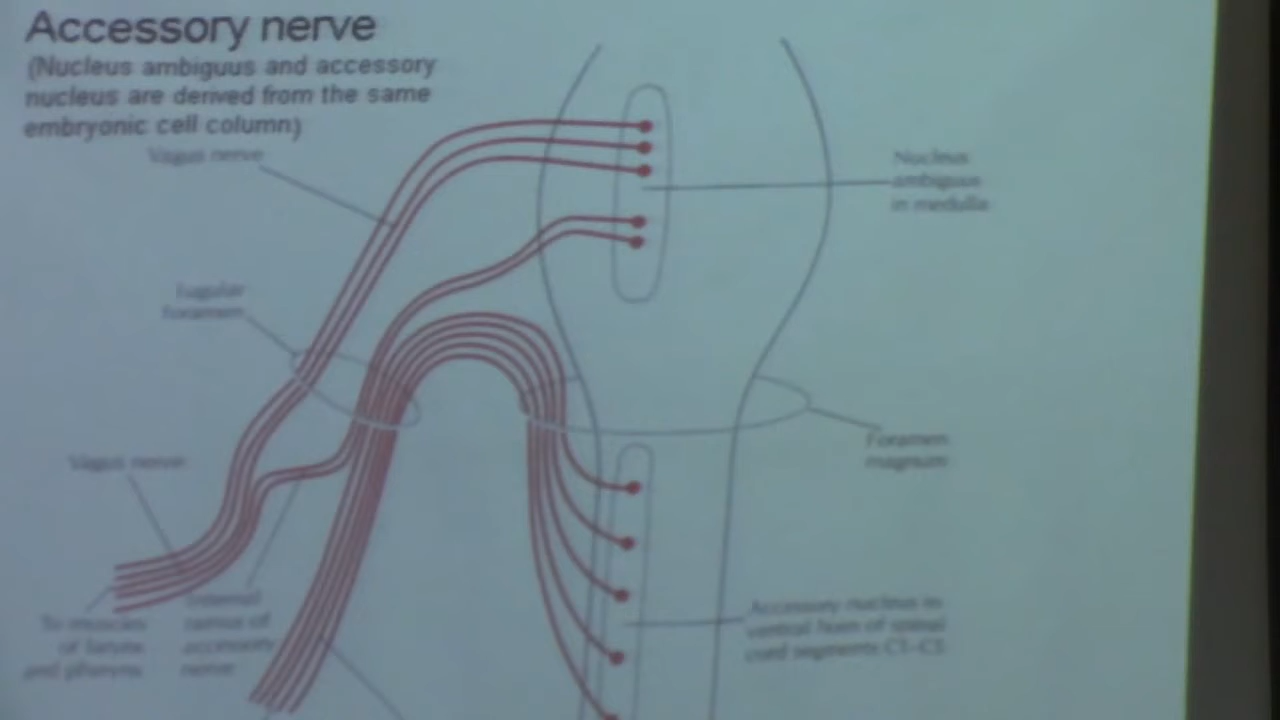 Accessory nerve
(Nucleus ambiguus and accessory
nucleus are derived from the same
embryonic cell column)
Vagus nerve
Nucleus
ambiguus
in medulla
Jugular
foramen
Foramen
magnum
Vagus nerve
Internal
ramus of
accessory
nerve
To muscles
of larynx
and pharynx
Accessory nucleus in
ventral horn of spinal
cord segments C1–C5